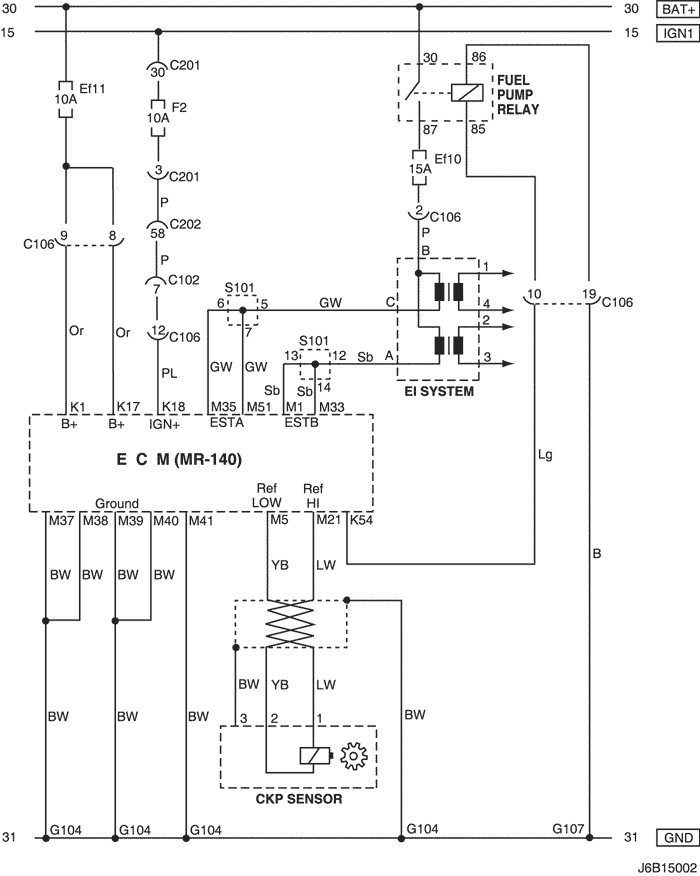 30 30 BAT+
15 15 IGN1
30 C201
30 86
Ef11
10A
F2
10A
FUEL
PUMP
RELAY
87 85
3 C201
Ef10
15A
P
2 C106
58 C202
P
9 8
C106
P
B
7 C102
1
S101
6 5
GW
C
4
10 19 C106
7
2
Or
Or
12 C106
S101
13 12
Sb
A
3
14
PL
GW
GW
Sb
Sb
EI SYSTEM
K1 K17 K18 M35 M51 M1 M33
B+ B+ IGN+ ESTA ESTB
E C M (MR-140)
Lg
Ref
LOW
Ref
HI
Ground
M37 M38 M39 M40 M41 M5 M21 K54
B
BW BW BW BW
YB LW
BW YB LW
BW BW BW BW
3 2 1
CKP SENSOR
31 G104 G104 G104 G104 G107 31 GND
J6B15002